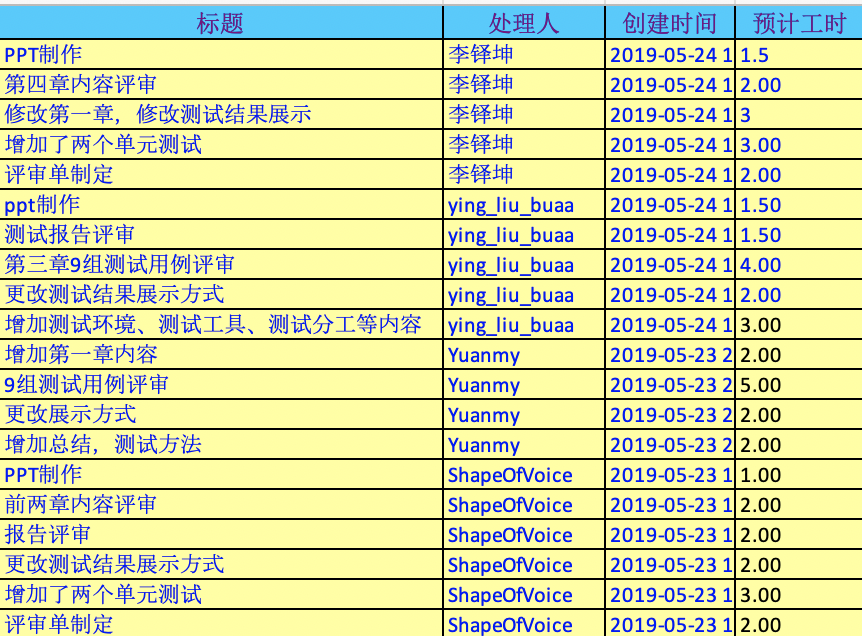 标题 处理人 创建时间 预计工时
PPT制作 李铎坤 2019-05-24 1 1.5
第四章内容评审 李铎坤 2019-05-24 1 2.00
修改第一章，修改测试结果展示 李铎坤 2019-05-24 1 3
增加了两个单元测试 李铎坤 2019-05-24 1 3.00
评审单制定 李铎坤 2019-05-24 1 2.00
ppt制作 ying_liu_buaa 2019-05-24 1 1.50
测试报告评审 ying_liu_buaa 2019-05-24 1 1.50
第三章9组测试用例评审 ying_liu_buaa 2019-05-24 1 4.00
更改测试结果展示方式 ying_liu_buaa 2019-05-24 1 2.00
增加测试环境、测试工具、测试分工等内容 ying_liu_buaa 2019-05-24 1 3.00
增加第一章内容 Yuanmy 2019-05-23 2 2.00
9组测试用例评审 Yuanmy 2019-05-23 2 5.00
更改展示方式 Yuanmy 2019-05-23 2 2.00
增加总结，测试方法 Yuanmy 2019-05-23 2 2.00
PPT制作 ShapeOfVoice 2019-05-23 1 1.00
前两章内容评审 ShapeOfVoice 2019-05-23 1 2.00
报告评审 ShapeOfVoice 2019-05-23 1 2.00
更改测试结果展示方式 ShapeOfVoice 2019-05-23 1 2.00
增加了两个单元测试 ShapeOfVoice 2019-05-23 1 3.00
评审单制定 ShapeOfVoice 2019-05-23 1 2.00